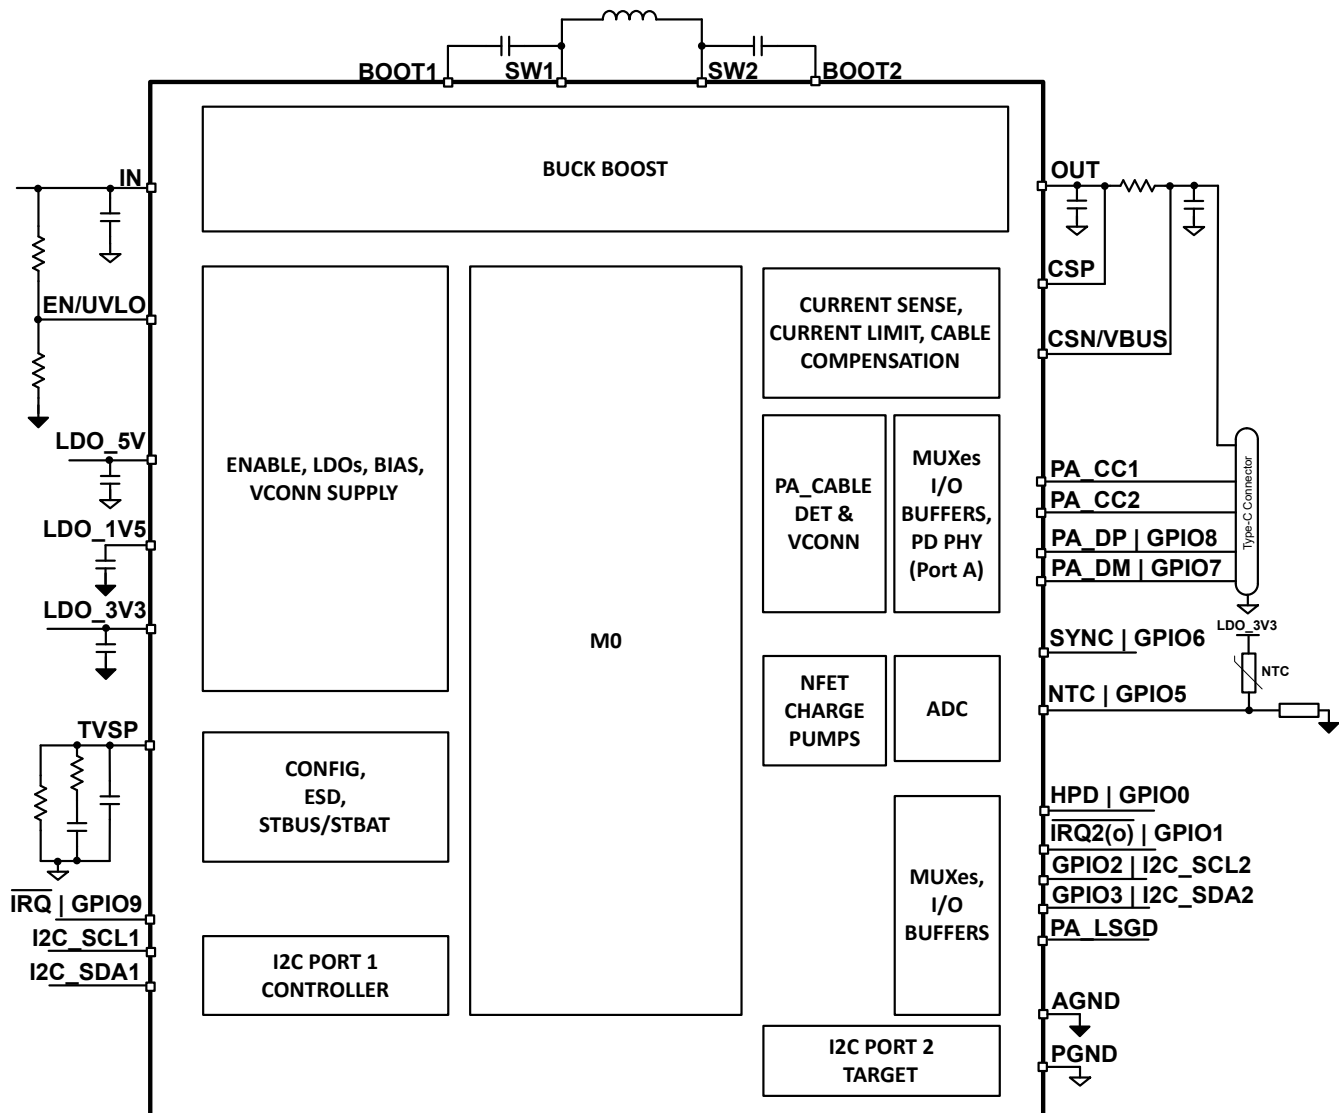 BOOT1
SW1
SW2
BOOT2
BUCK BOOST
IN
OUT
CSP
EN/UVLO
CSN/VBUS
CURRENT SENSE,
CURRENT LIMIT, CABLE
COMPENSATION
LDO_5V
LDO_1V5
LDO_3V3
ENABLE, LDOs, BIAS,
VCONN SUPPLY
M0
PA_CABLE
DET &
VCONN
MUXes
I/O
BUFFERS,
PD PHY
(Port A)
PA_CC1
PA_CC2
PA_DP | GPIO8
PA_DM | GPIO7
Type-C Connector
LDO_3V3
NTC
SYNC | GPIO6
NTC | GPIO5
NFET
CHARGE
PUMPS
ADC
TVSP
CONFIG,
ESD,
STBUS/STBAT
HPD | GPIO0
IRQ2(o) | GPIO1
GPIO2 | I2C_SCL2
GPIO3 | I2C_SDA2
PA_LSGD
MUXes,
I/O
BUFFERS
IRQ | GPIO9
I2C_SCL1
I2C_SDA1
I2C PORT 1
CONTROLLER
AGND
PGND
I2C PORT 2
TARGET